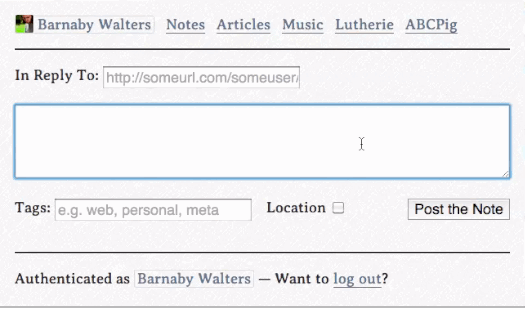 Barnaby Walters Notes Articles Music Lutherie ABCPig
In Reply To: http://someurl.com/someuser/
Tags: e.g. web, personal, meta Location Post the Note
Authenticated as Barnaby Walters — Want to log out?